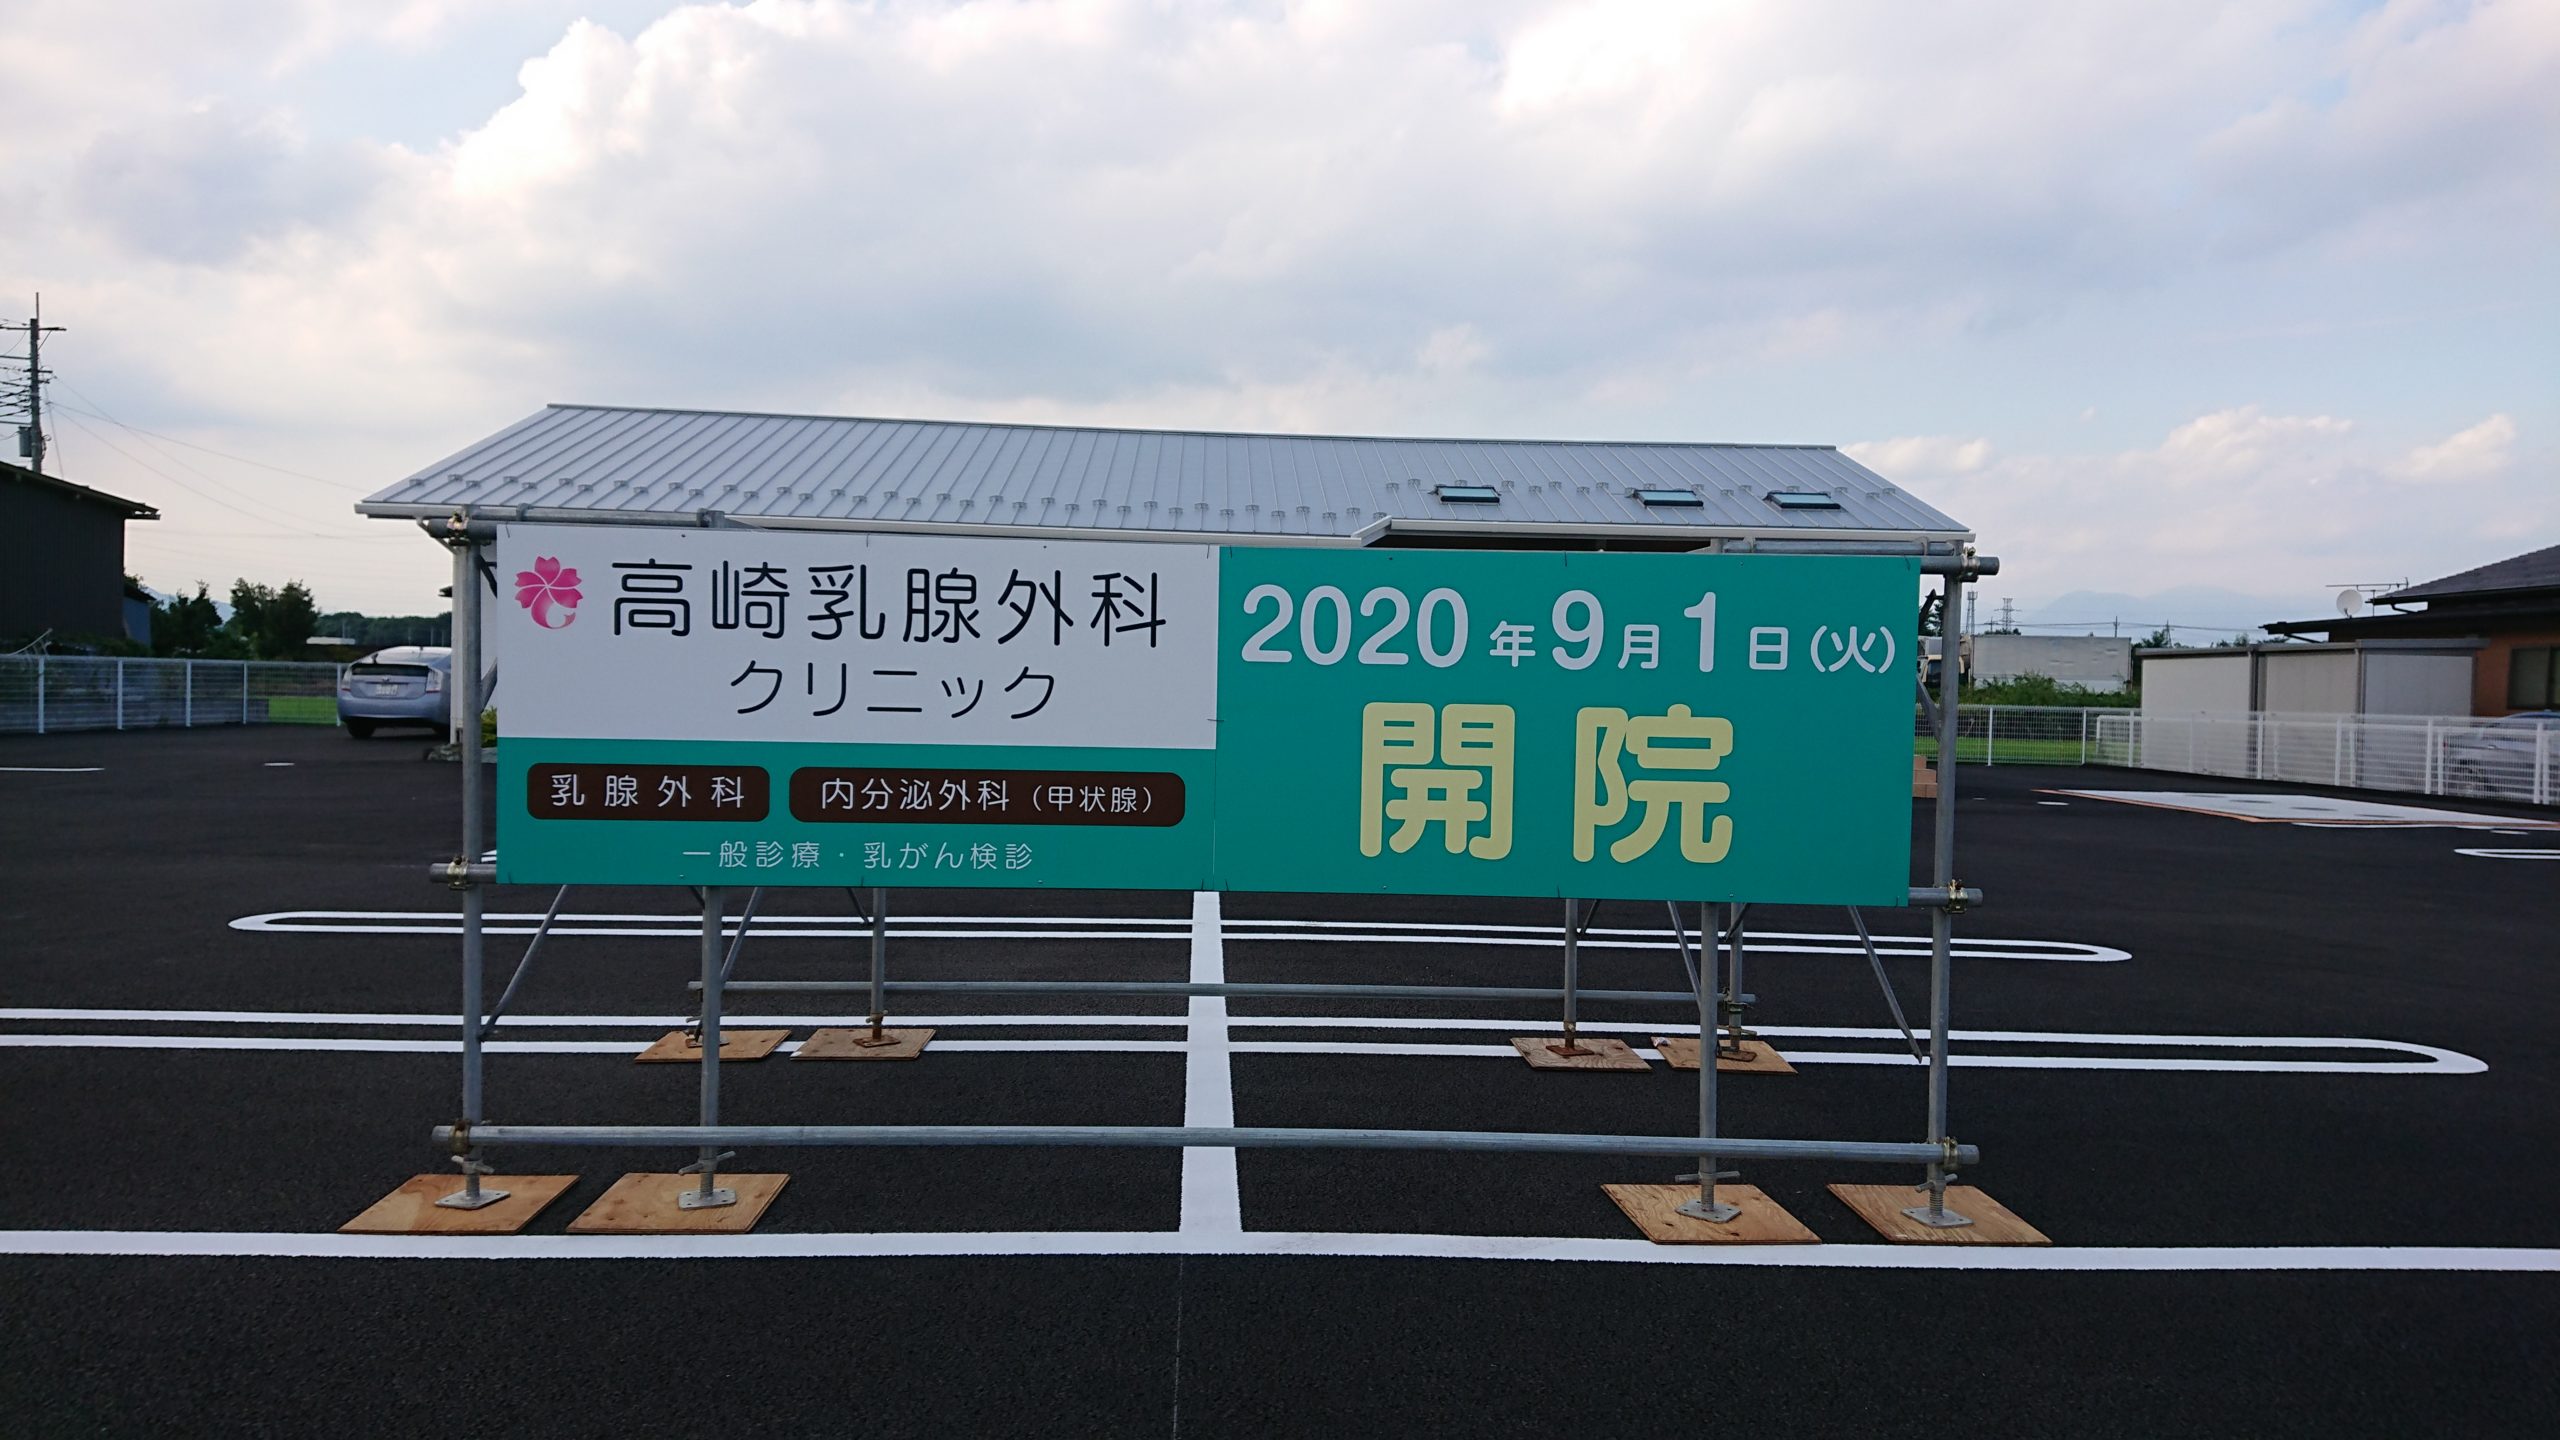 高崎乳腺外科
クリニック
乳腺外科
内分泌外科（甲状腺）
一般診療・乳がん検診
2020年9月1日（火）
開院